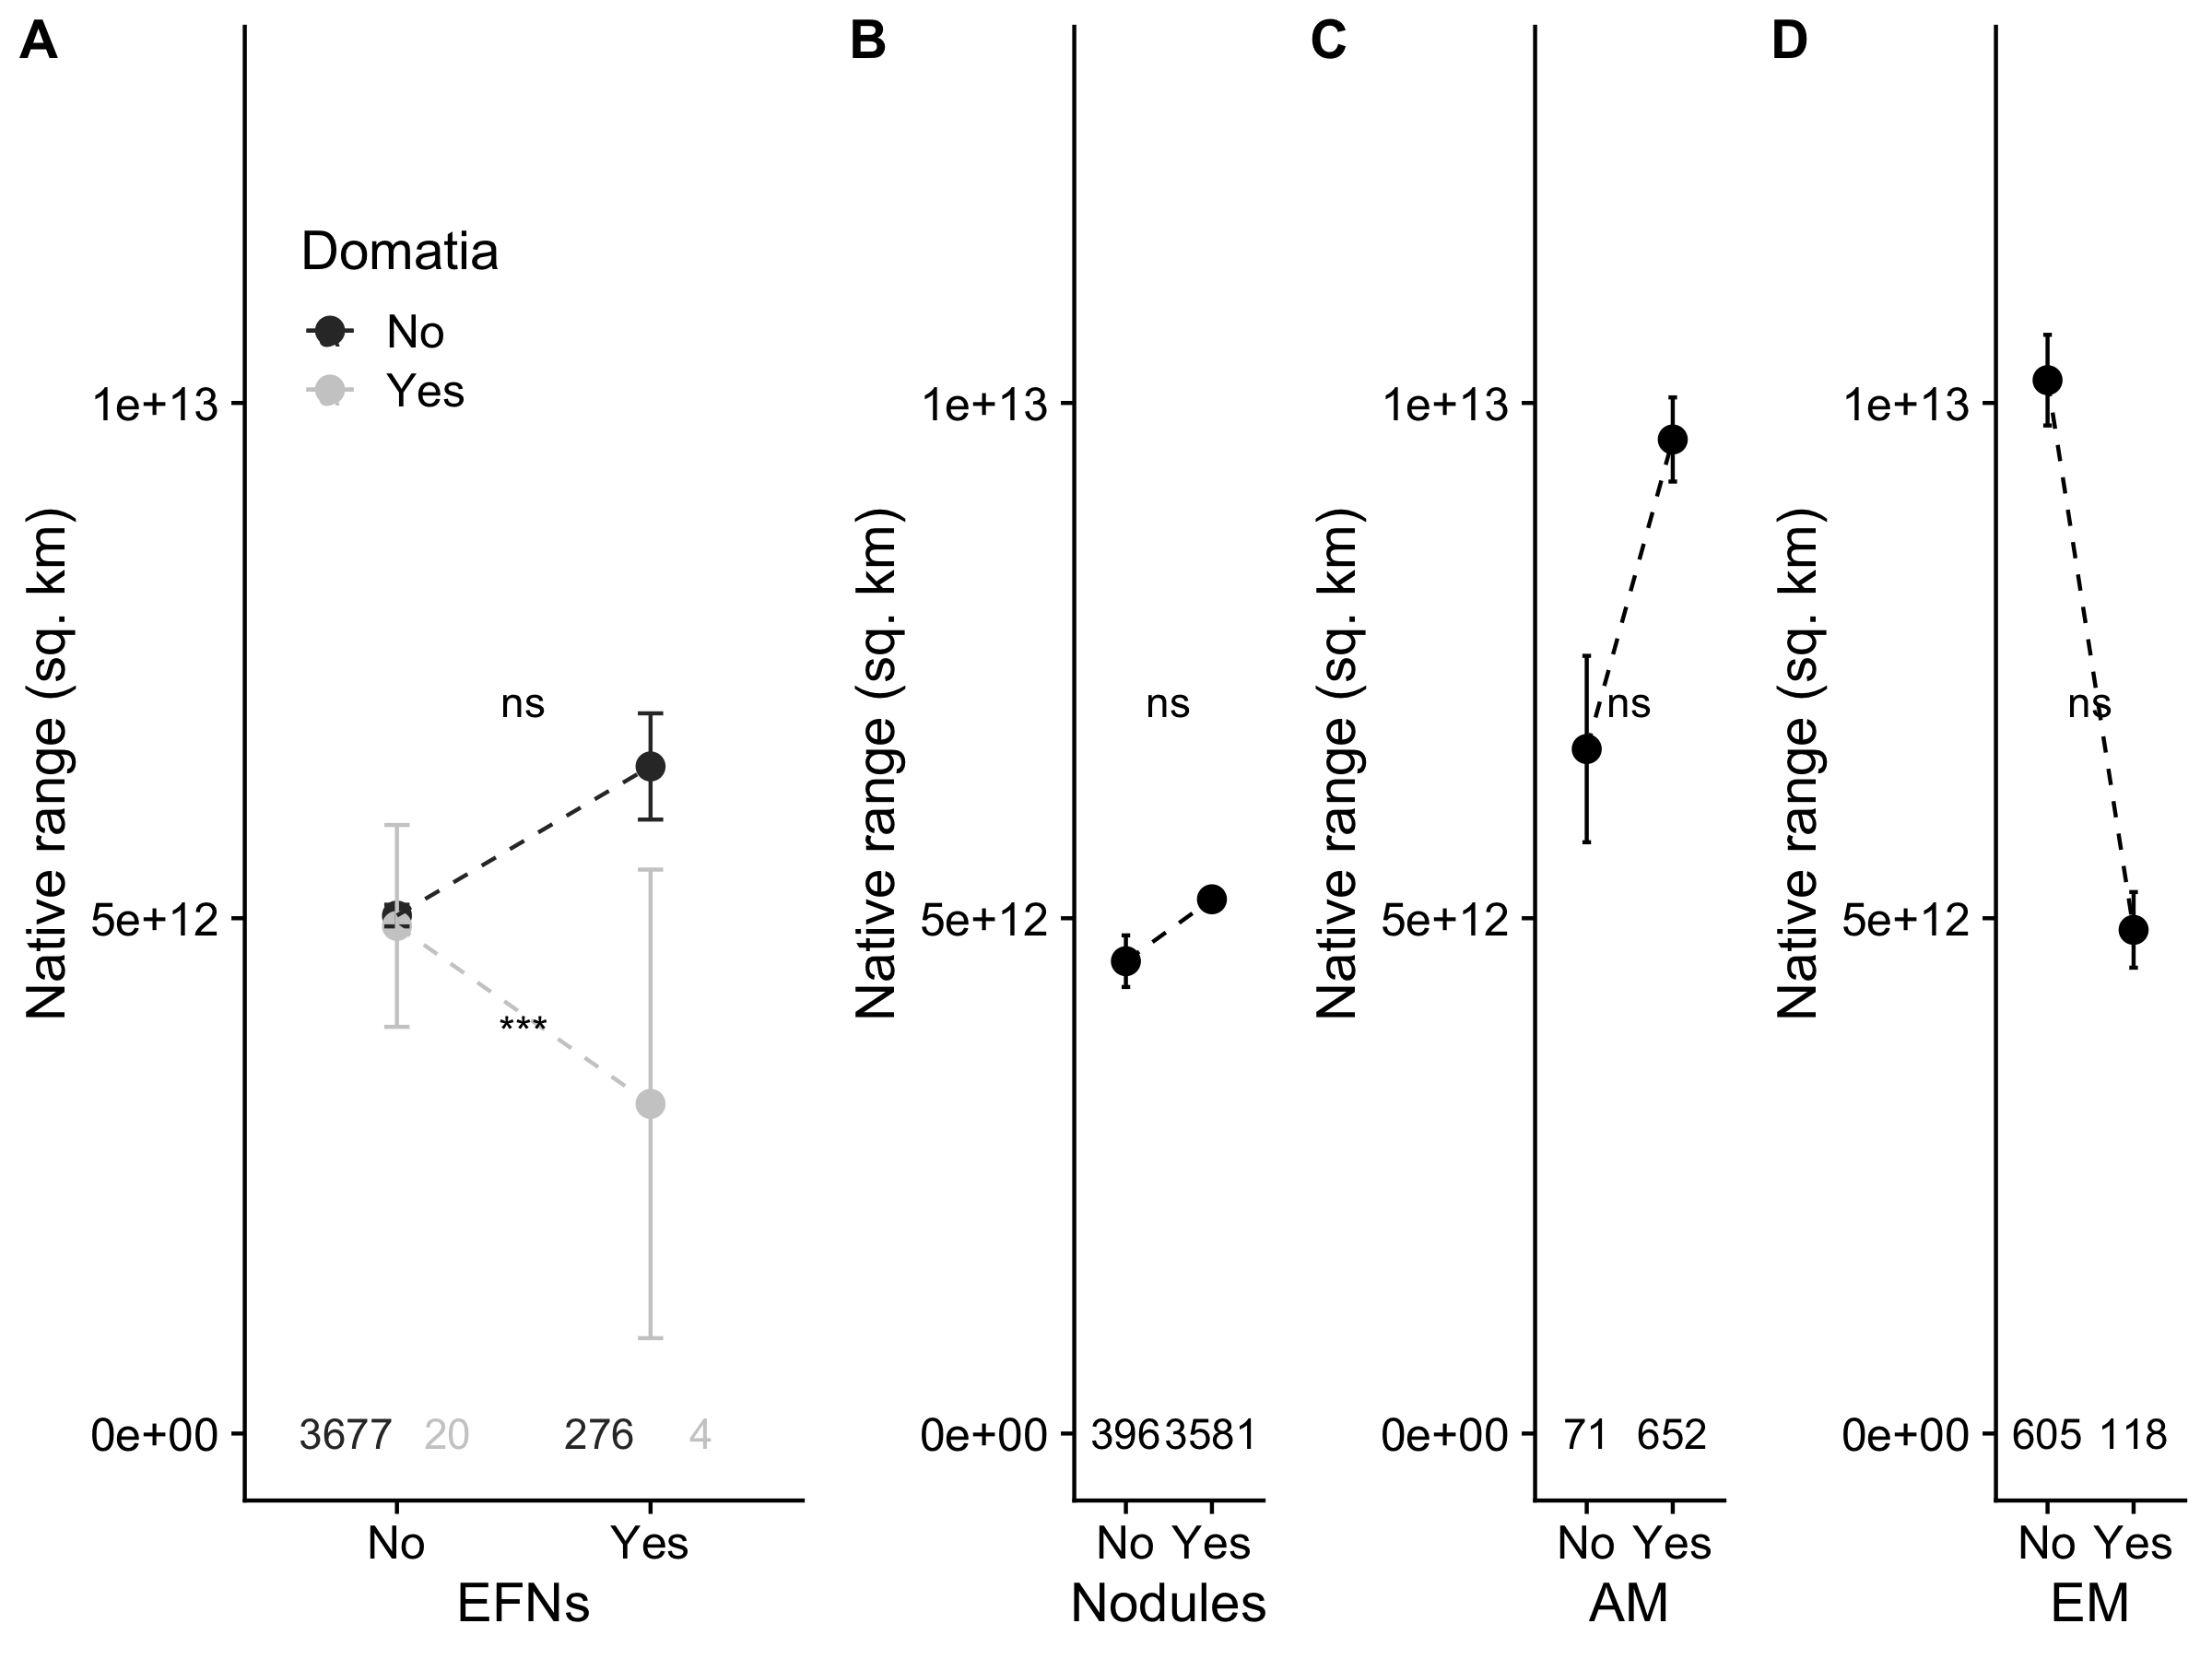 A
Domatia
No
Yes
1e+13
5e+12
0e+00
Native range (sq. km)
ns
***
3677 20 276 4
No Yes
EFNs
B
1e+13
5e+12
0e+00
Native range (sq. km)
ns
396 3581
No Yes
Nodules
C
1e+13
5e+12
0e+00
Native range (sq. km)
ns
71 652
No Yes
AM
D
1e+13
5e+12
0e+00
Native range (sq. km)
ns
605 118
No Yes
EM